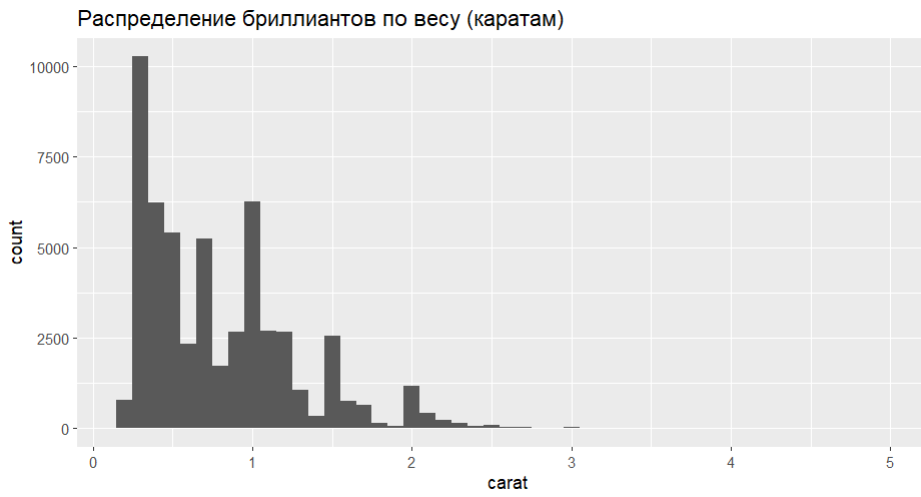 Распределение бриллиантов по весу (каратам)
10000
7500
5000
2500
0
count
0 1 2 3 4 5
carat